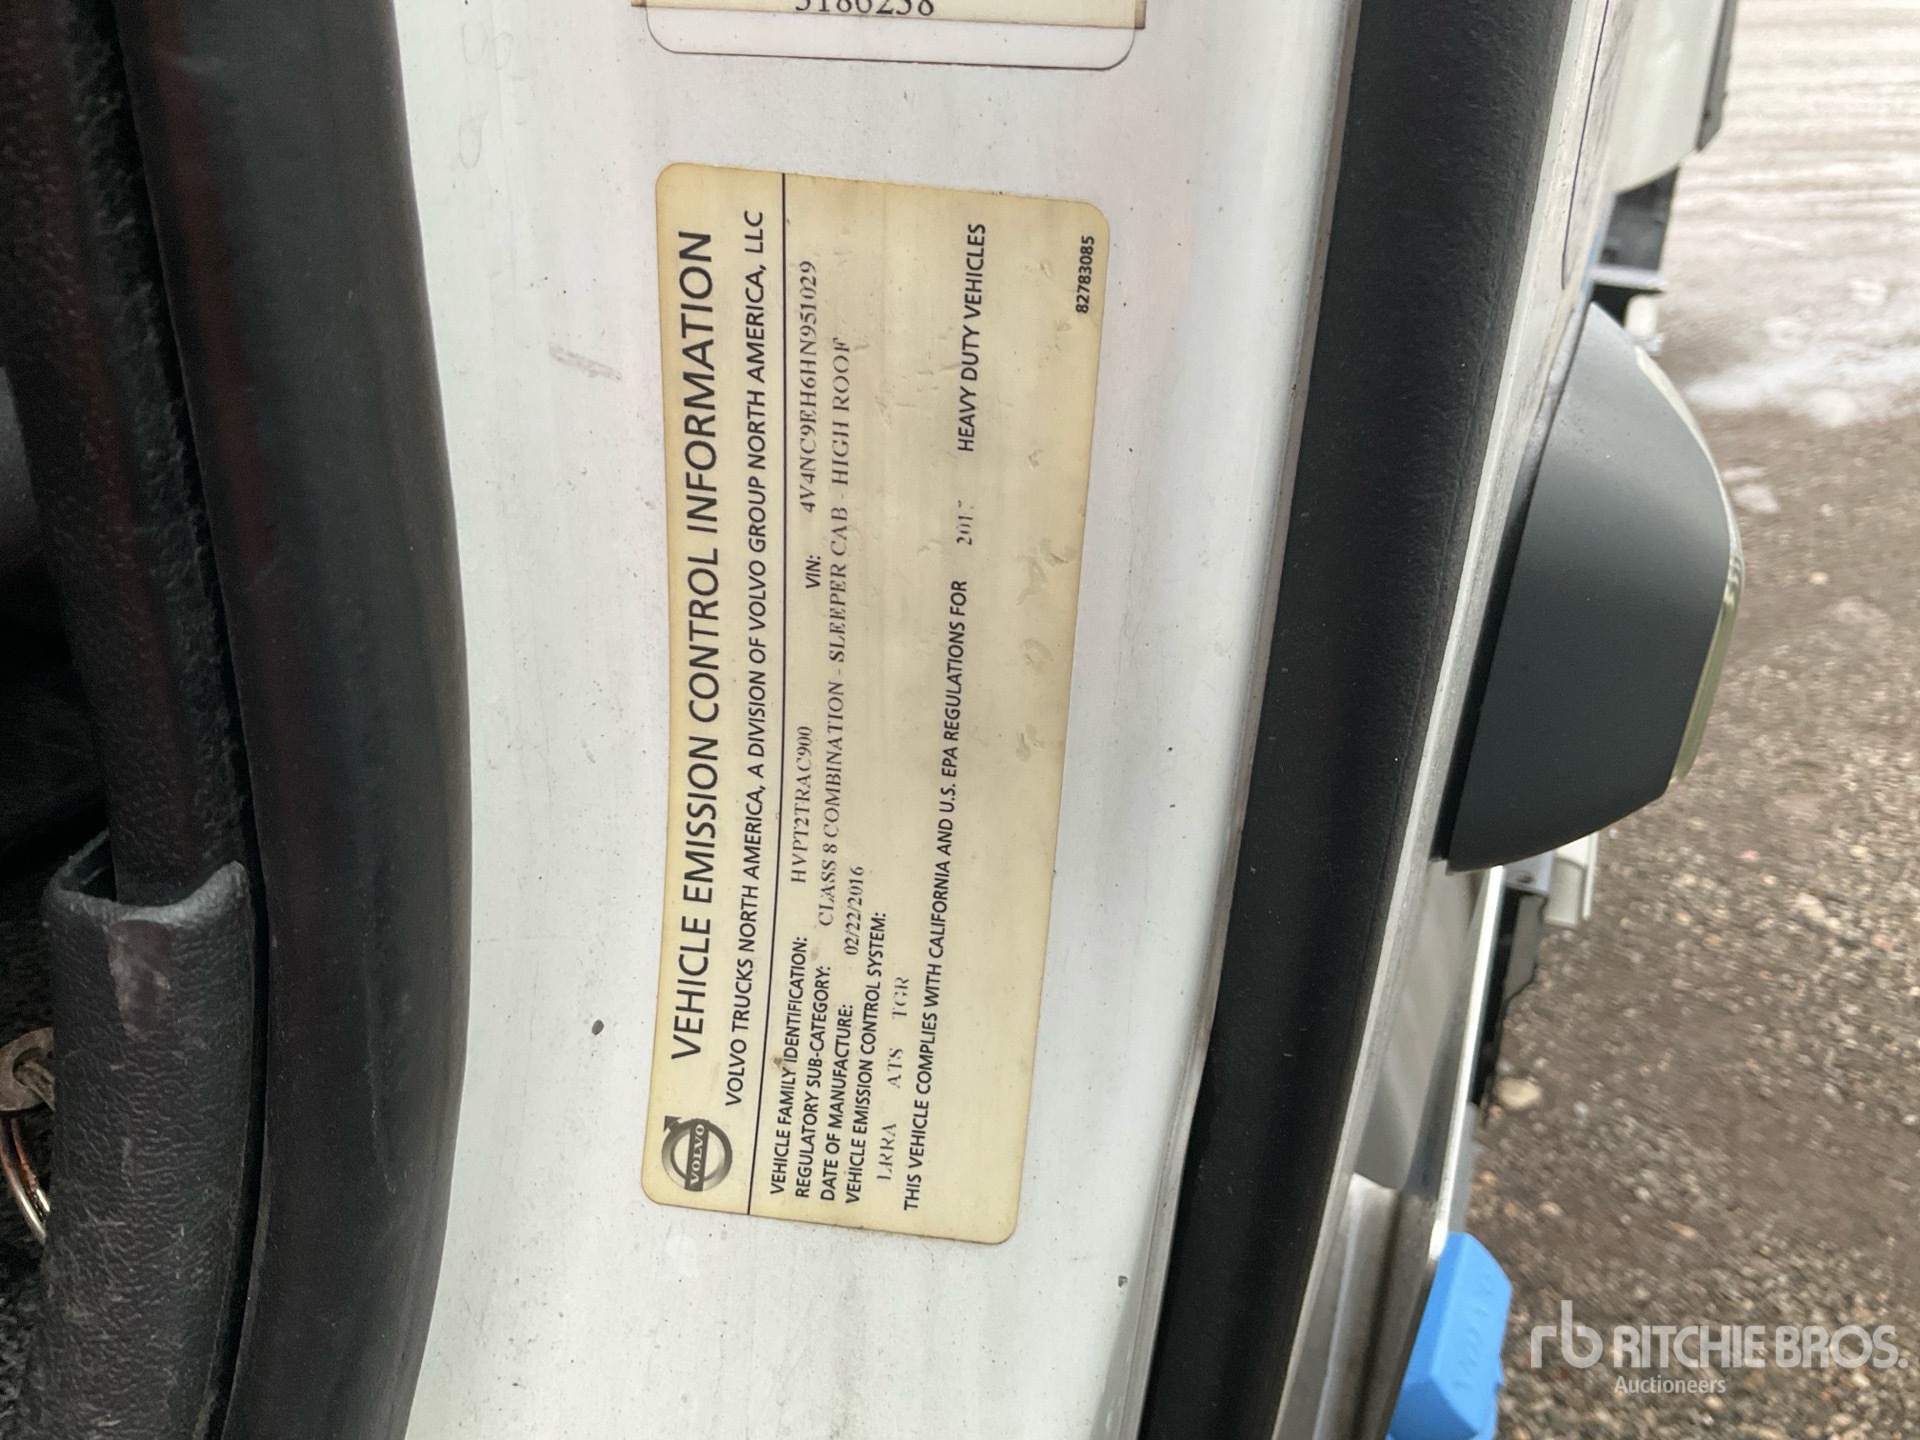 VEHICLE EMISSION CONTROL INFORMATION
VOLVO TRUCKS NORTH AMERICA, A DIVISION OF VOLVO GROUP NORTH AMERICA, LLC
VOLVO
VEHICLE FAMILY IDENTIFICATION: HVPT2TRAC900 VIN: 4V4NC9EH6HN951029
REGULATORY SUB-CATEGORY: CLASS 8 COMBINATION - SLEEPER CAB - HIGH ROOF
DATE OF MANUFACTURE: 02/22/2016
VEHICLE EMISSION CONTROL SYSTEM:
LRRA ATS TGR
THIS VEHICLE COMPLIES WITH CALIFORNIA AND U.S. EPA REGULATIONS FOR 2017 HEAVY DUTY VEHICLES
82783085
rb RITCHIE BROS.
Auctioneers